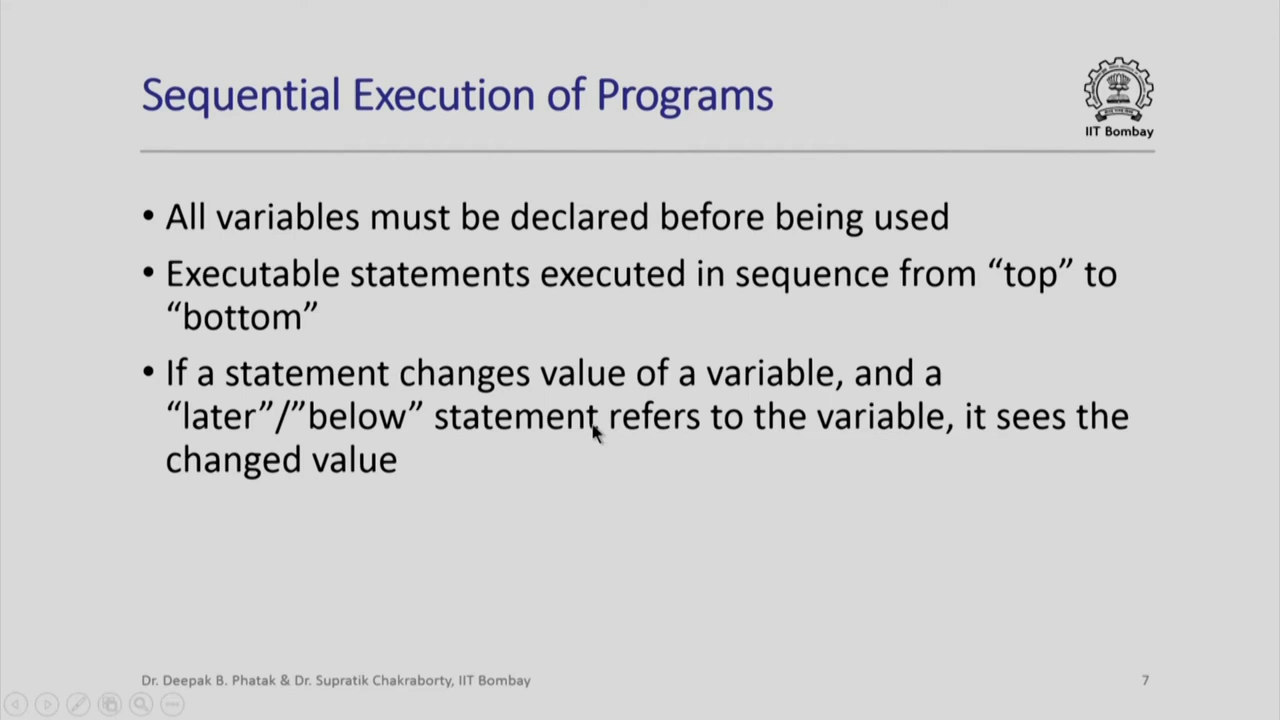 Sequential Execution of Programs
IIT Bombay
• All variables must be declared before being used
• Executable statements executed in sequence from “top” to
“bottom”
• If a statement changes value of a variable, and a
“later”/”below” statement refers to the variable, it sees the
changed value
Dr. Deepak B. Phatak & Dr. Supratik Chakraborty, IIT Bombay
7